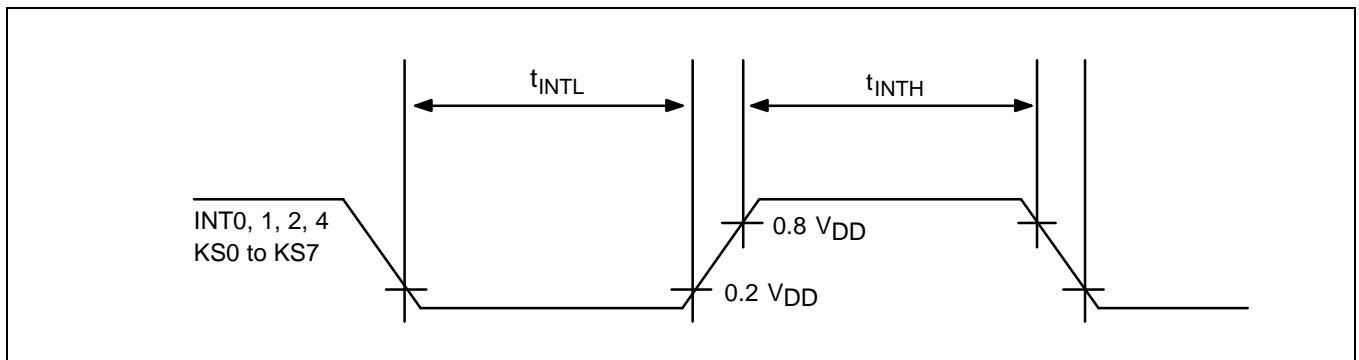 tINTL
tINTH
INT0, 1, 2, 4
KS0 to KS7
0.8 VDD
0.2 VDD